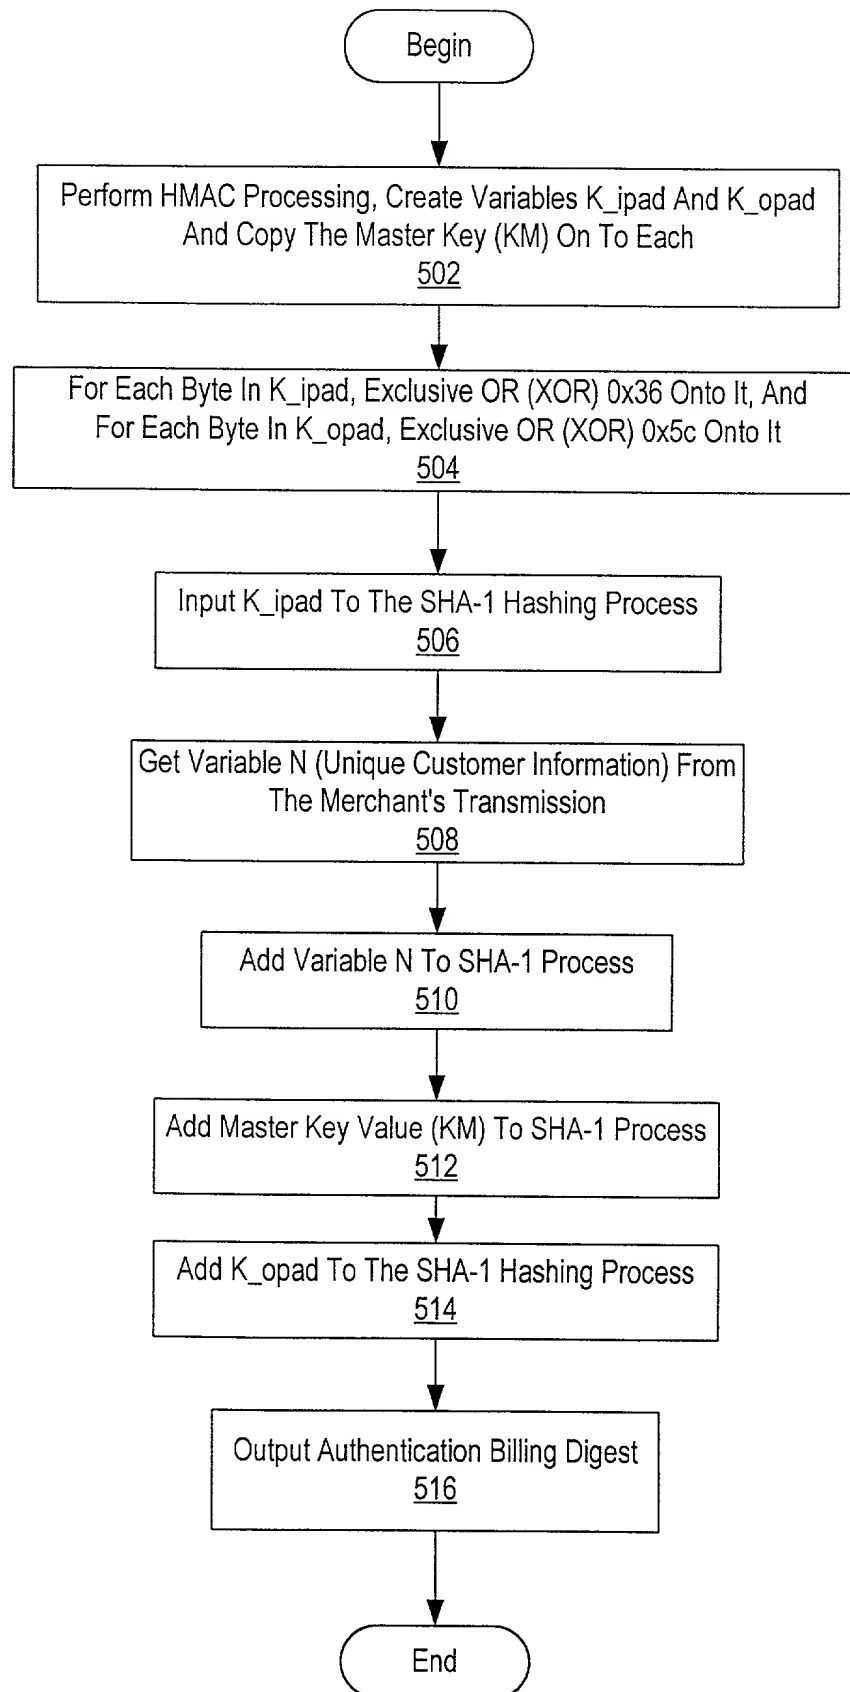 Begin
Perform HMAC Processing, Create Variables K_ipad And K_opad
And Copy The Master Key (KM) On To Each
502
For Each Byte In K_ipad, Exclusive OR (XOR) 0x36 Onto It, And
For Each Byte In K_opad, Exclusive OR (XOR) 0x5c Onto It
504
Input K_ipad To The SHA-1 Hashing Process
506
Get Variable N (Unique Customer Information) From
The Merchant's Transmission
508
Add Variable N To SHA-1 Process
510
Add Master Key Value (KM) To SHA-1 Process
512
Add K_opad To The SHA-1 Hashing Process
514
Output Authentication Billing Digest
516
End